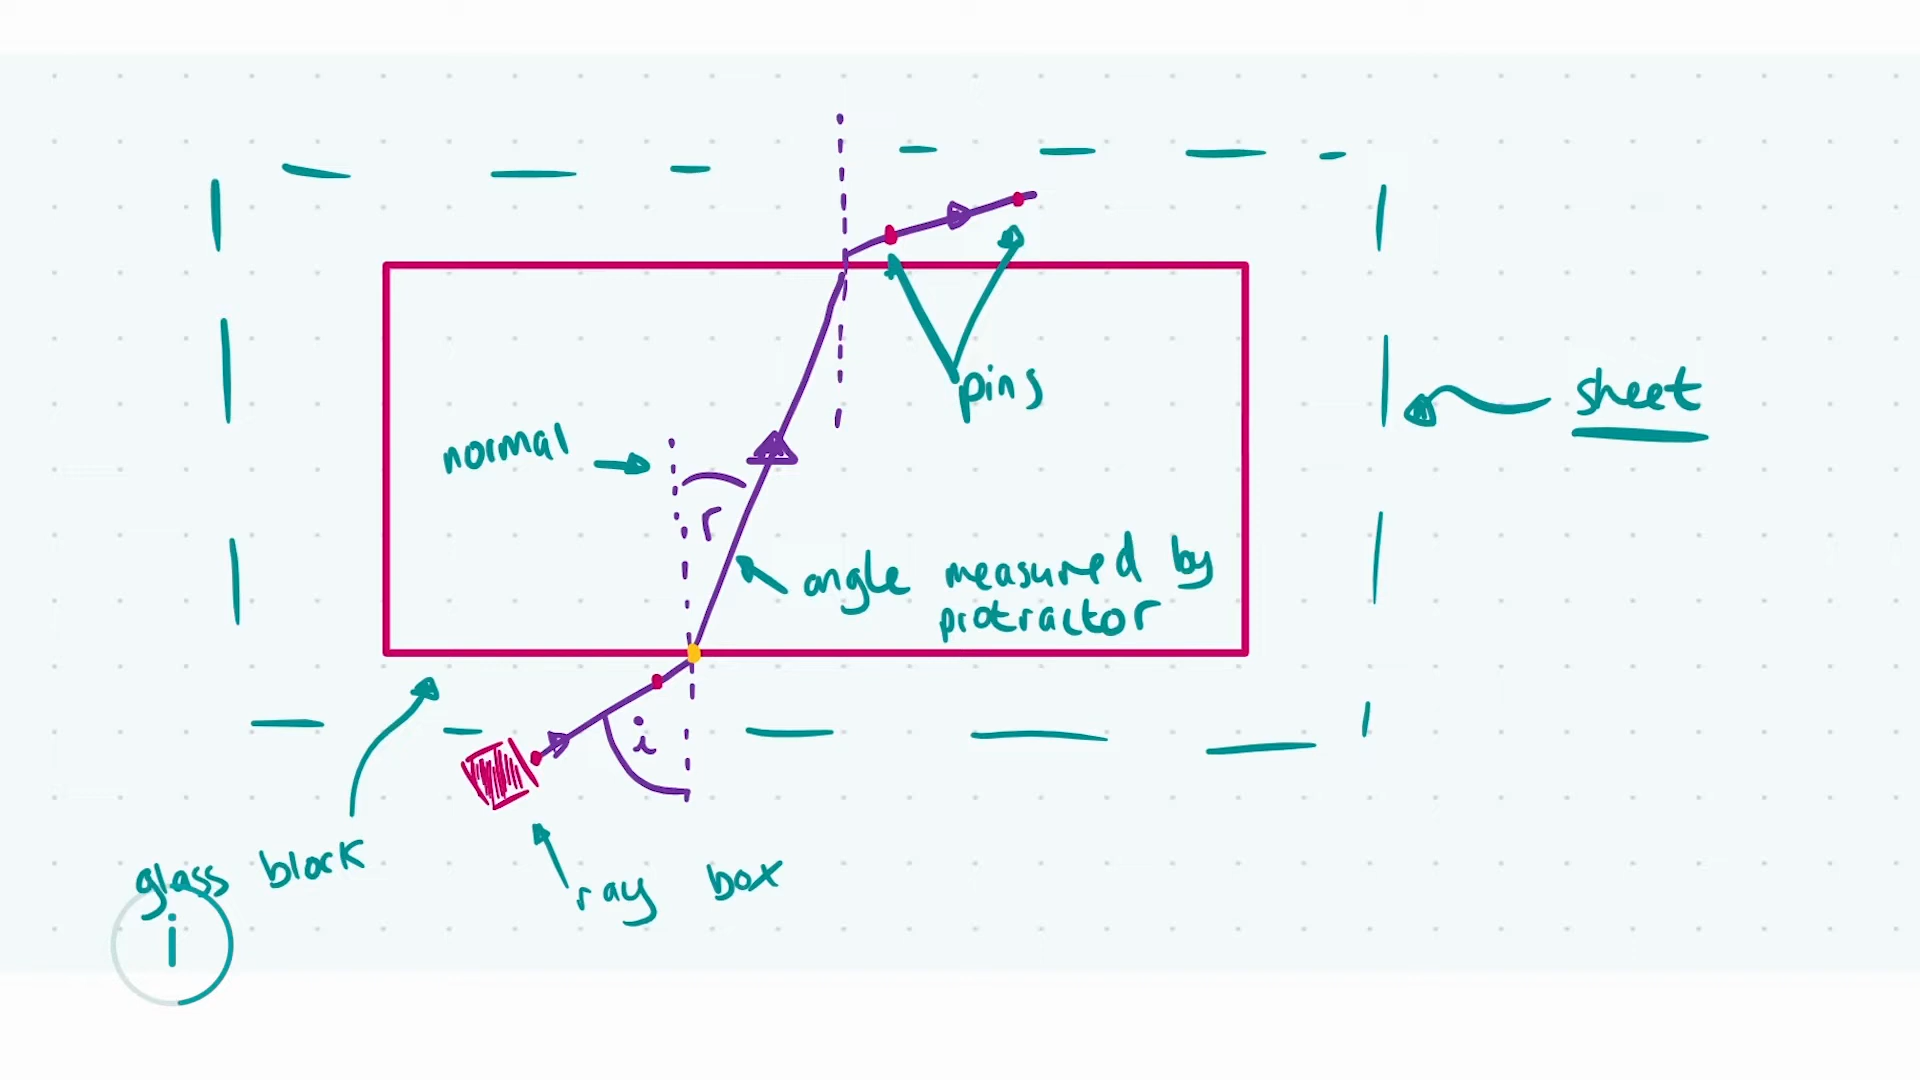 pins
sheet
normal
r
angle measured by
protractor
i
glass block
ray box
i